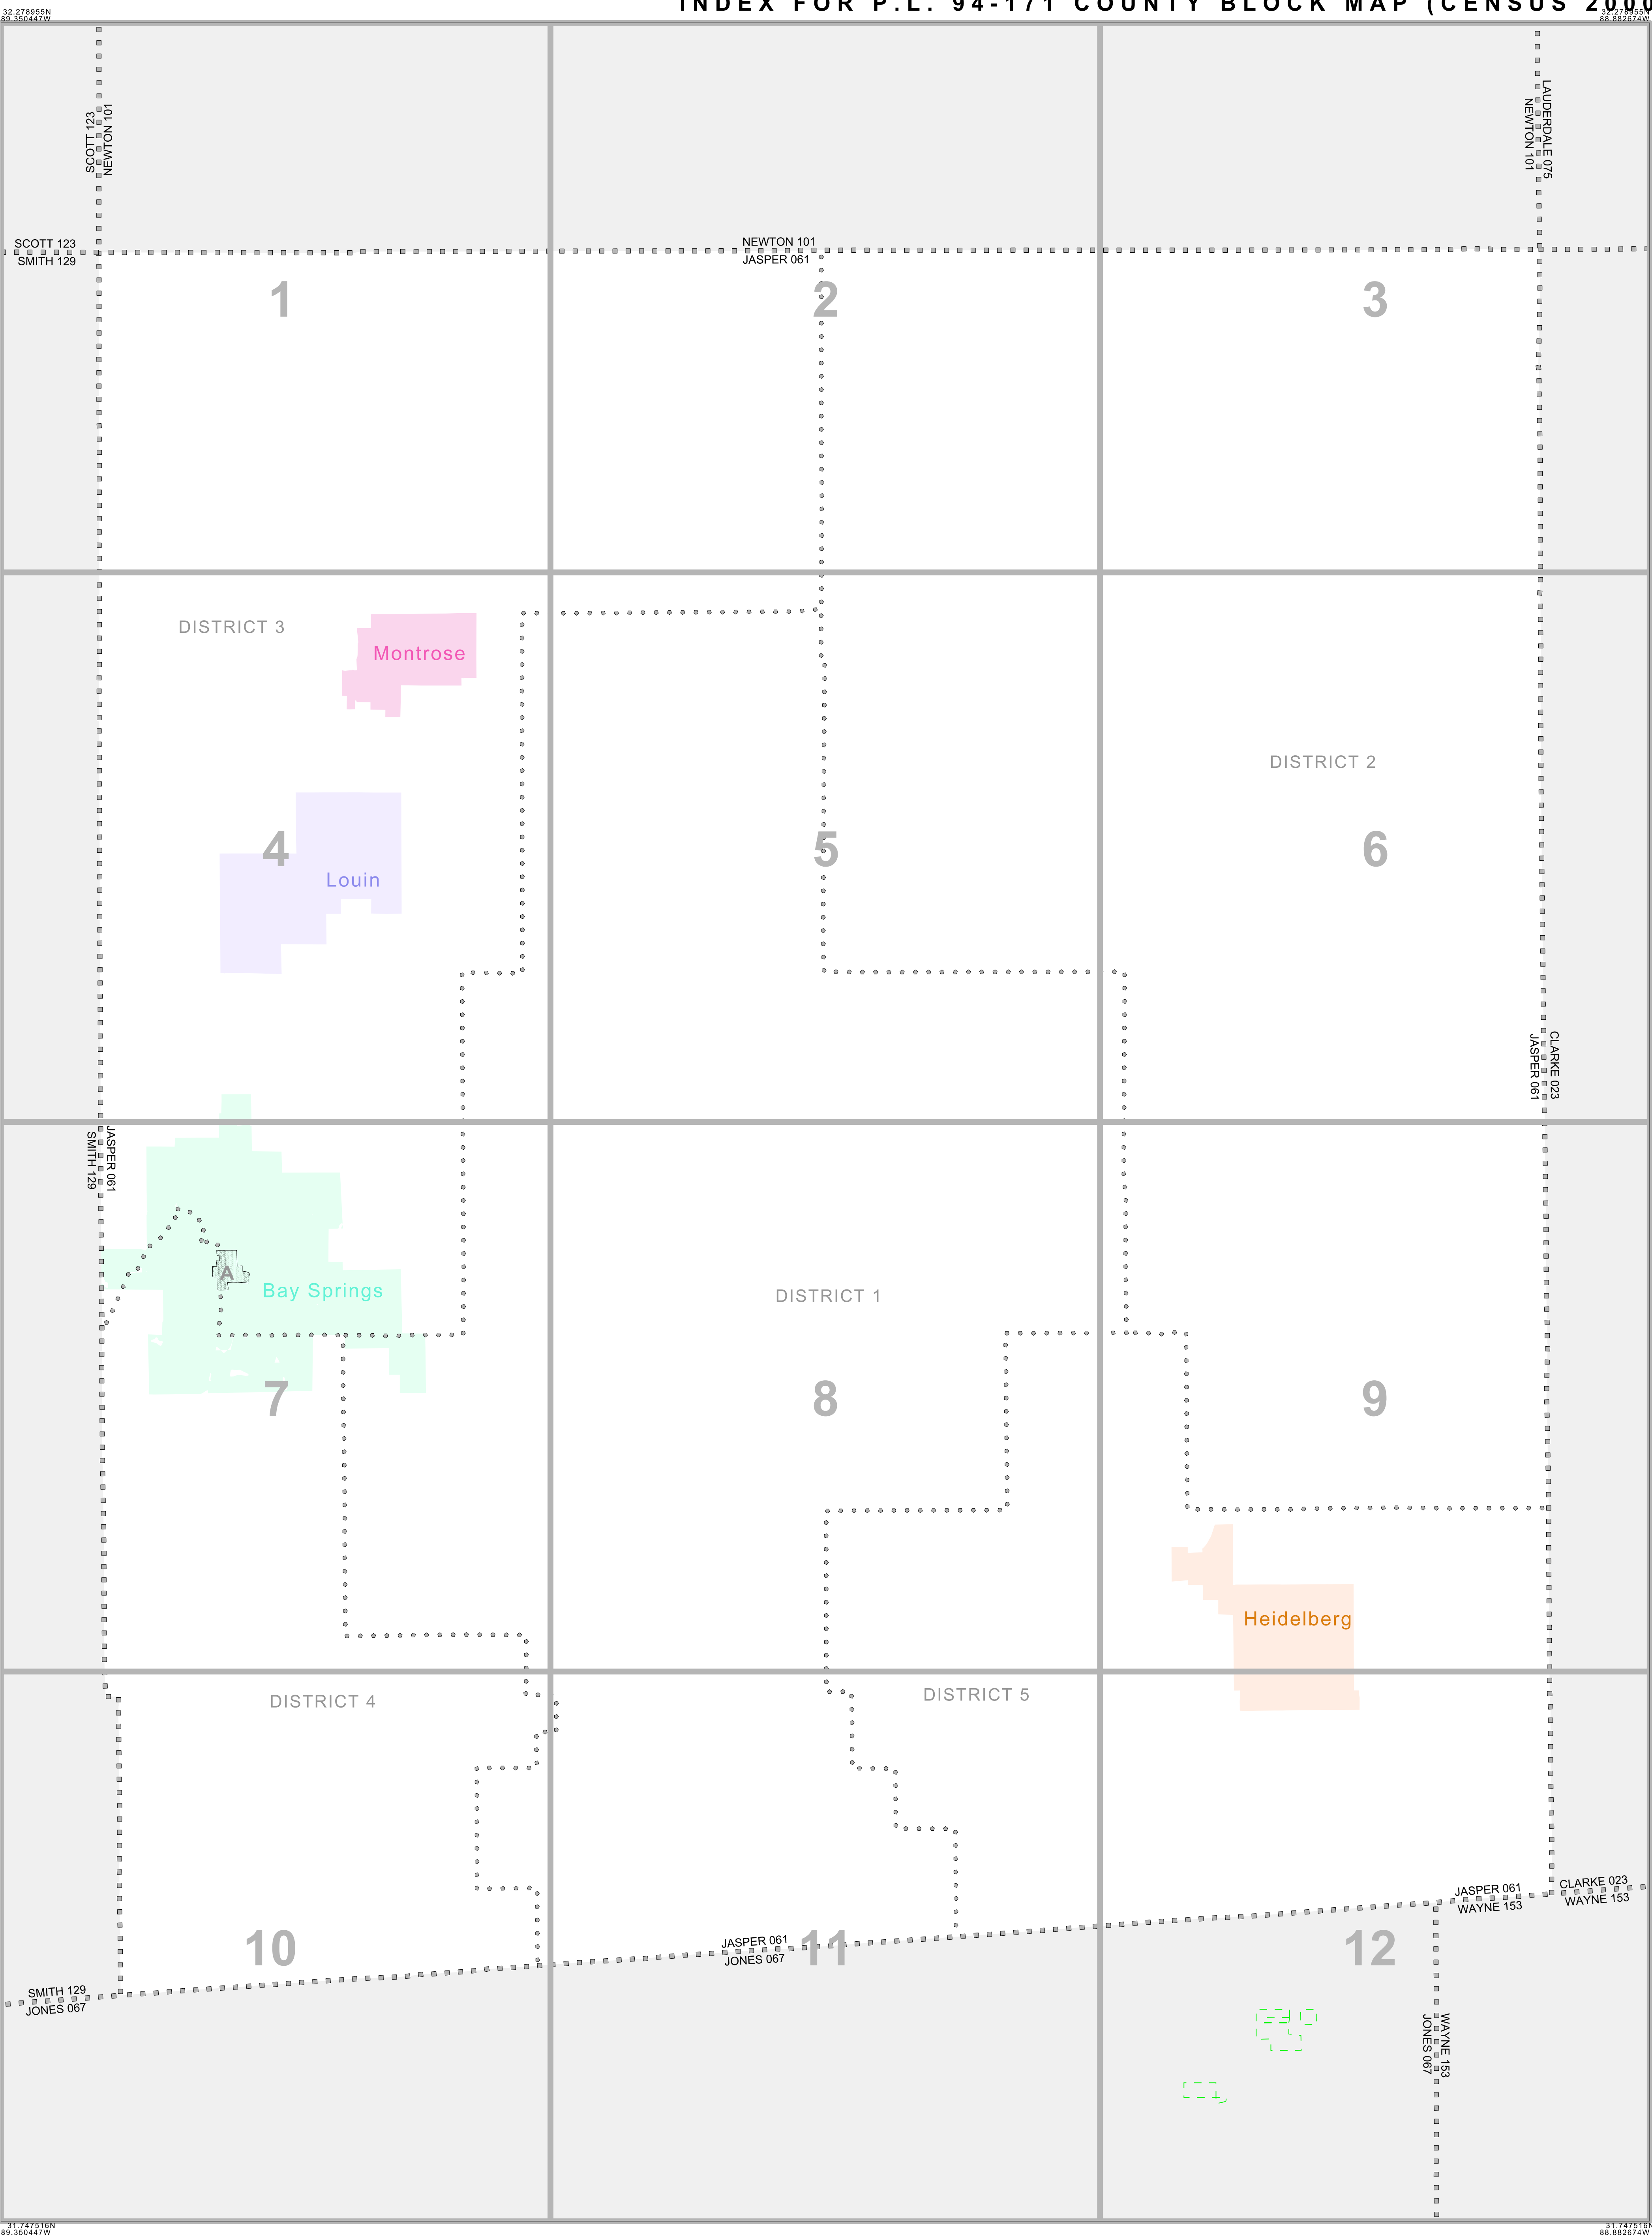 INDEX FOR P.L. 94-171 COUNTY BLOCK MAP (CENSUS 2000
32.278955N
89.350447W
32.278955N
88.882674W
SCOTT 123
NEWTON 101
LAUDERDALE 075
NEWTON 101
SCOTT 123
SMITH 129
NEWTON 101
JASPER 061
1
2
3
DISTRICT 3
Montrose
DISTRICT 2
4
5
6
Louin
CLARKE 023
JASPER 061
JASPER 061
SMITH 129
A
Bay Springs
DISTRICT 1
7
8
9
Heidelberg
DISTRICT 4
DISTRICT 5
JASPER 061
WAYNE 153
CLARKE 023
WAYNE 153
10
11
12
JASPER 061
JONES 067
SMITH 129
JONES 067
WAYNE 153
JONES 067
31.747516N
89.350447W
31.747516N
88.882674W